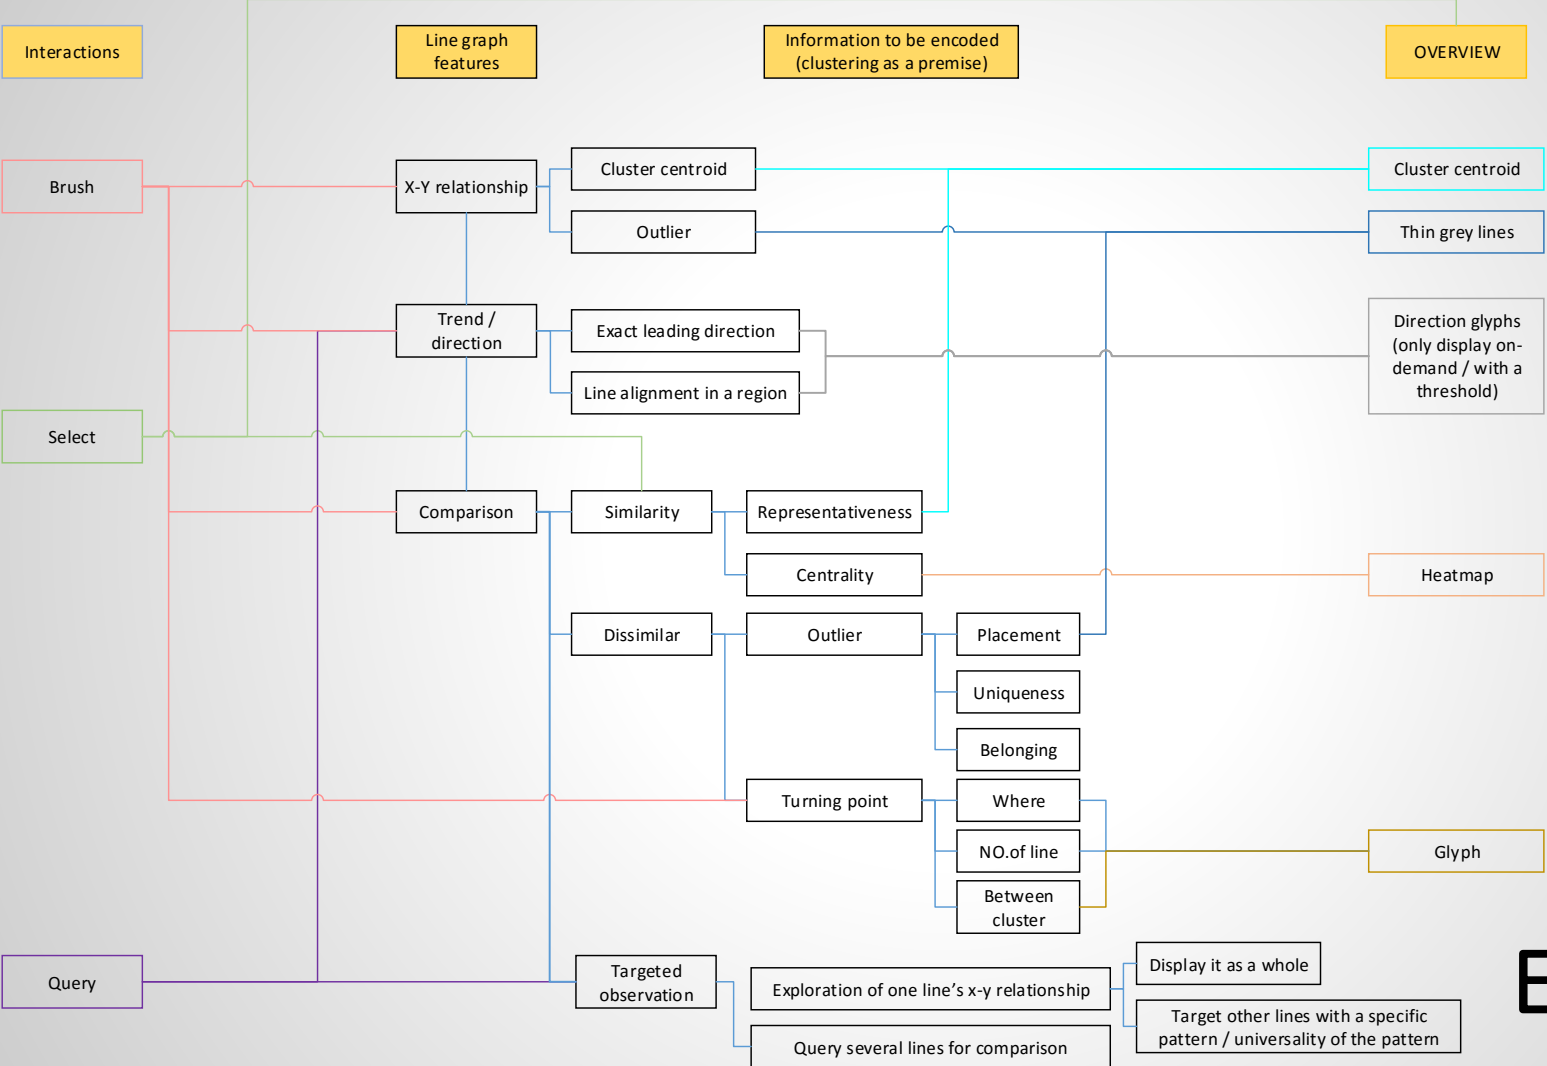 Interactions
Line graph
features
Information to be encoded
(clustering as a premise)
OVERVIEW
Brush
X-Y relationship
Cluster centroid
Cluster centroid
Outlier
Thin grey lines
Trend /
direction
Exact leading direction
Line alignment in a region
Direction glyphs
(only display on-
demand / with a
threshold)
Select
Comparison
Similarity
Representativeness
Centrality
Heatmap
Dissimilar
Outlier
Placement
Uniqueness
Belonging
Turning point
Where
NO.of line
Between
cluster
Glyph
Query
Targeted
observation
Exploration of one line’s x-y relationship
Display it as a whole
Target other lines with a specific
pattern / universality of the pattern
Query several lines for comparison
E